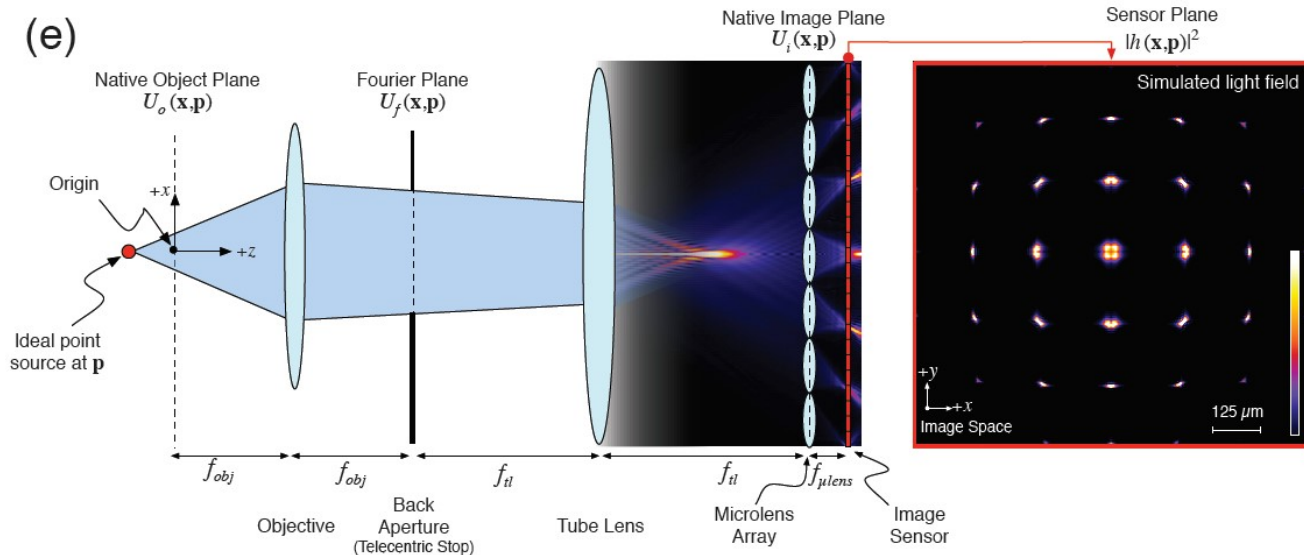 (e)
Native Object Plane
U_o (x,p)
Fourier Plane
U_f (x,p)
Native Image Plane
U_i(x,p)
Sensor Plane
|h(x,p)|²
Simulated light field
Origin
+x
+z
Ideal point
source at p
+y
+x
Image Space
125 µm
f_obj
f_obj
f_tl
f_tl
f_µlens
Objective
Back
Aperture
(Telecentric Stop)
Tube Lens
Microlens
Array
Image
Sensor